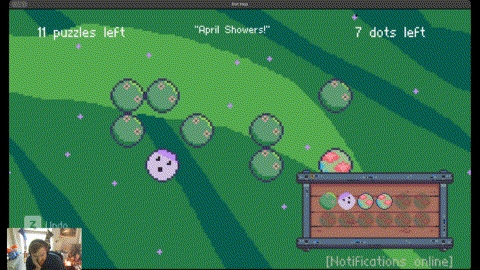 11 puzzles left
"April Showers!"
7 dots left
Z Undo
[Notifications online]